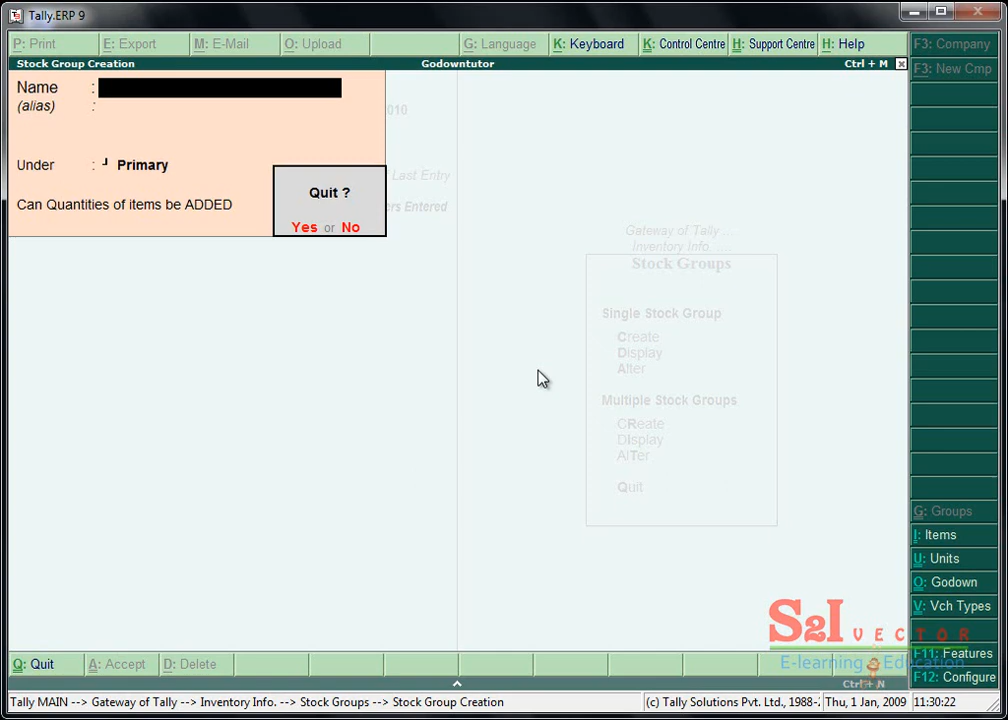 Tally.ERP 9
P: Print E: Export M: E-Mail O: Upload G: Language K: Keyboard K: Control Centre H: Support Centre H: Help
F3: Company
F3: New Cmp
Stock Group Creation Godowntutor Ctrl + M
Name :
(alias) :
2010
Under : Primary
Last Entry
Can Quantities of items be ADDED
ers Entered
Quit ?
Yes or No
Gateway of Tally ...
Inventory Info. ....
Stock Groups
Single Stock Group
Create
Display
Alter
Multiple Stock Groups
CReate
DIsplay
AlTer
Quit
G: Groups
I: Items
U: Units
O: Godown
V: Vch Types
F11: Features
F12: Configure
S2I VECTOR
E-learning Education
Q: Quit A: Accept D: Delete
Ctrl + N
Tally MAIN --> Gateway of Tally --> Inventory Info. --> Stock Groups --> Stock Group Creation (c) Tally Solutions Pvt. Ltd., 1988-2 Thu, 1 Jan, 2009 11:30:22